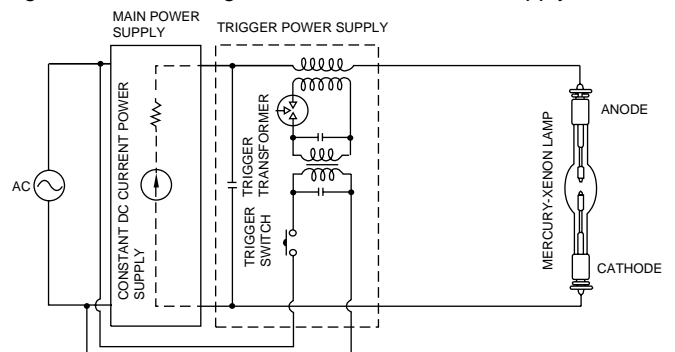 MAIN POWER
SUPPLY
TRIGGER POWER SUPPLY
AC
CONSTANT DC CURRENT POWER
SUPPLY
TRIGGER
TRANSFORMER
TRIGGER
SWITCH
MERCURY-XENON LAMP
ANODE
CATHODE